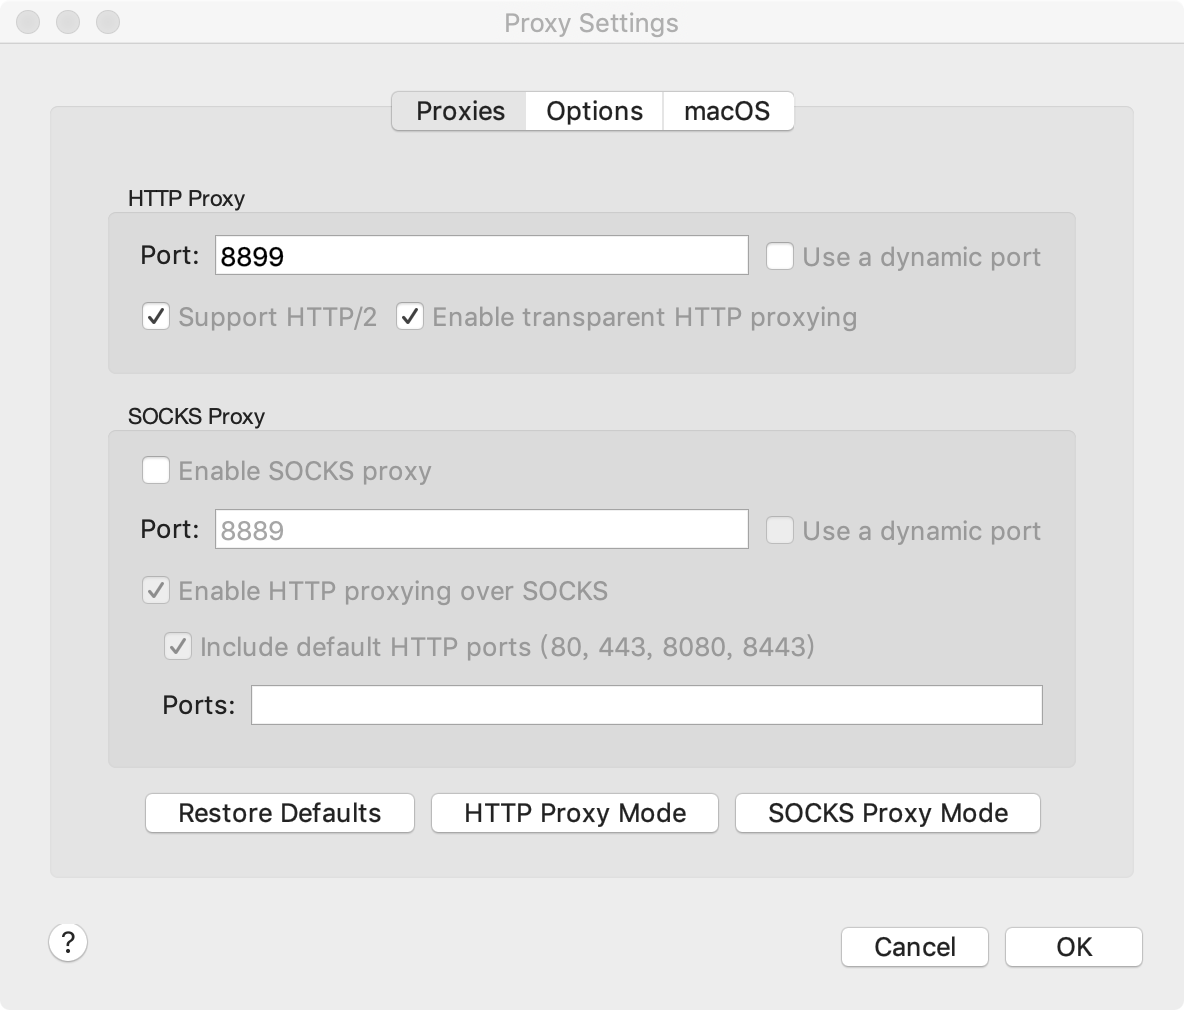 Proxy Settings
Proxies Options macOS
HTTP Proxy
Port: 8899 Use a dynamic port
Support HTTP/2 Enable transparent HTTP proxying
SOCKS Proxy
Enable SOCKS proxy
Port: 8889 Use a dynamic port
Enable HTTP proxying over SOCKS
Include default HTTP ports (80, 443, 8080, 8443)
Ports:
Restore Defaults HTTP Proxy Mode SOCKS Proxy Mode
? Cancel OK